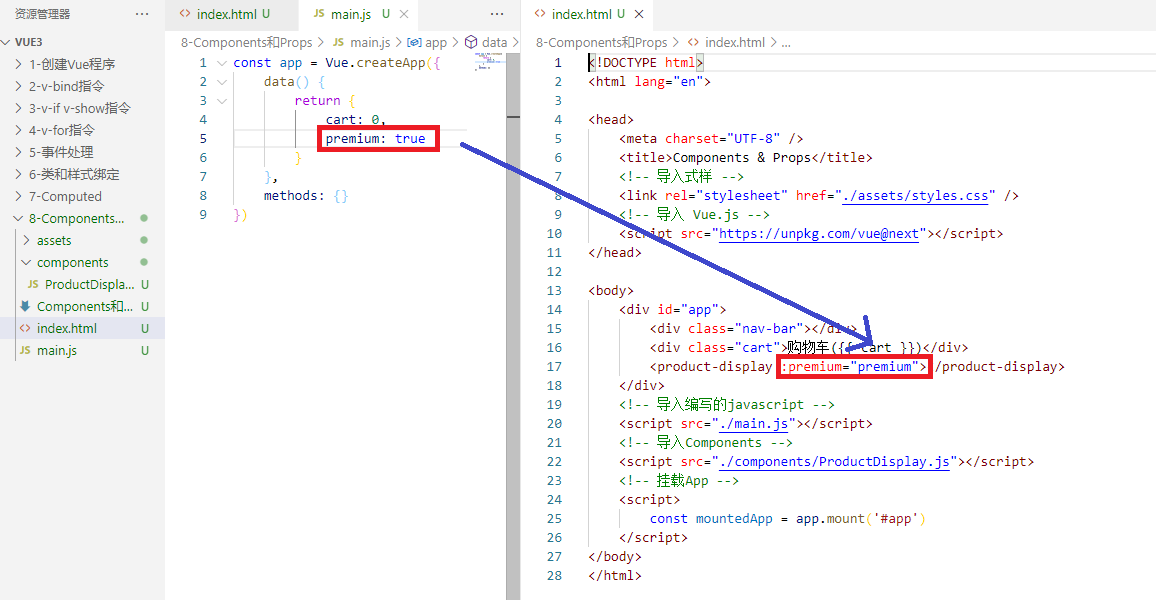 资源管理器 ···
VUE3
1-创建Vue程序
2-v-bind指令
3-v-if v-show指令
4-v-for指令
5-事件处理
6-类和样式绑定
7-Computed
8-Components...
assets
components
JS ProductDispla... U
Components和... U
<> index.html U
JS main.js U
<> index.html U JS main.js U × ···
8-Components和Props > JS main.js > app > data >
1 const app = Vue.createApp({
2 data() {
3 return {
4 cart: 0,
5 premium: true
6 }
7 },
8 methods: {}
9 })
<> index.html U ×
8-Components和Props > <> index.html > ...
1 <!DOCTYPE html>
2 <html lang="en">
3
4 <head>
5 <meta charset="UTF-8" />
6 <title>Components & Props</title>
7 <!-- 导入式样 -->
8 <link rel="stylesheet" href="./assets/styles.css" />
9 <!-- 导入 Vue.js -->
10 <script src="https://unpkg.com/vue@next"></script>
11 </head>
12
13 <body>
14 <div id="app">
15 <div class="nav-bar"></div>
16 <div class="cart">购物车({{ cart }})</div>
17 <product-display :premium="premium"></product-display>
18 </div>
19 <!-- 导入编写的javascript -->
20 <script src="./main.js"></script>
21 <!-- 导入Components -->
22 <script src="./components/ProductDisplay.js"></script>
23 <!-- 挂载App -->
24 <script>
25 const mountedApp = app.mount('#app')
26 </script>
27 </body>
28 </html>